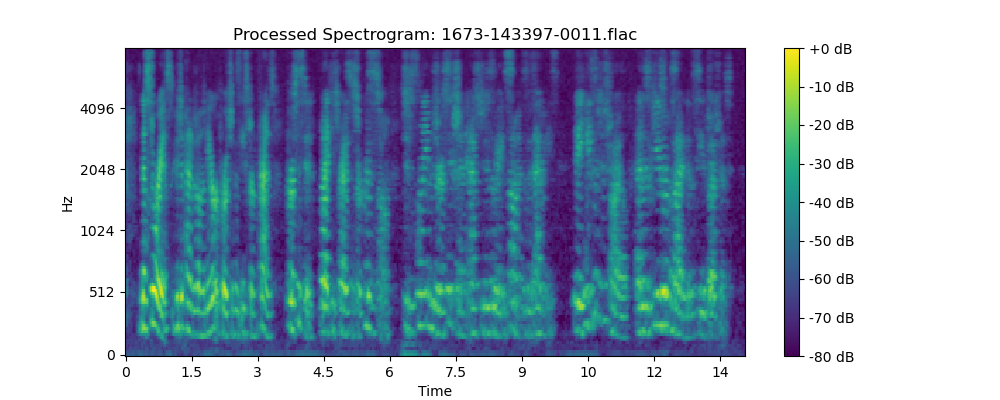 Processed Spectrogram: 1673-143397-0011.flac
Hz
4096
2048
1024
512
0
0 1.5 3 4.5 6 7.5 9 10 12 14
Time
+0 dB
-10 dB
-20 dB
-30 dB
-40 dB
-50 dB
-60 dB
-70 dB
-80 dB